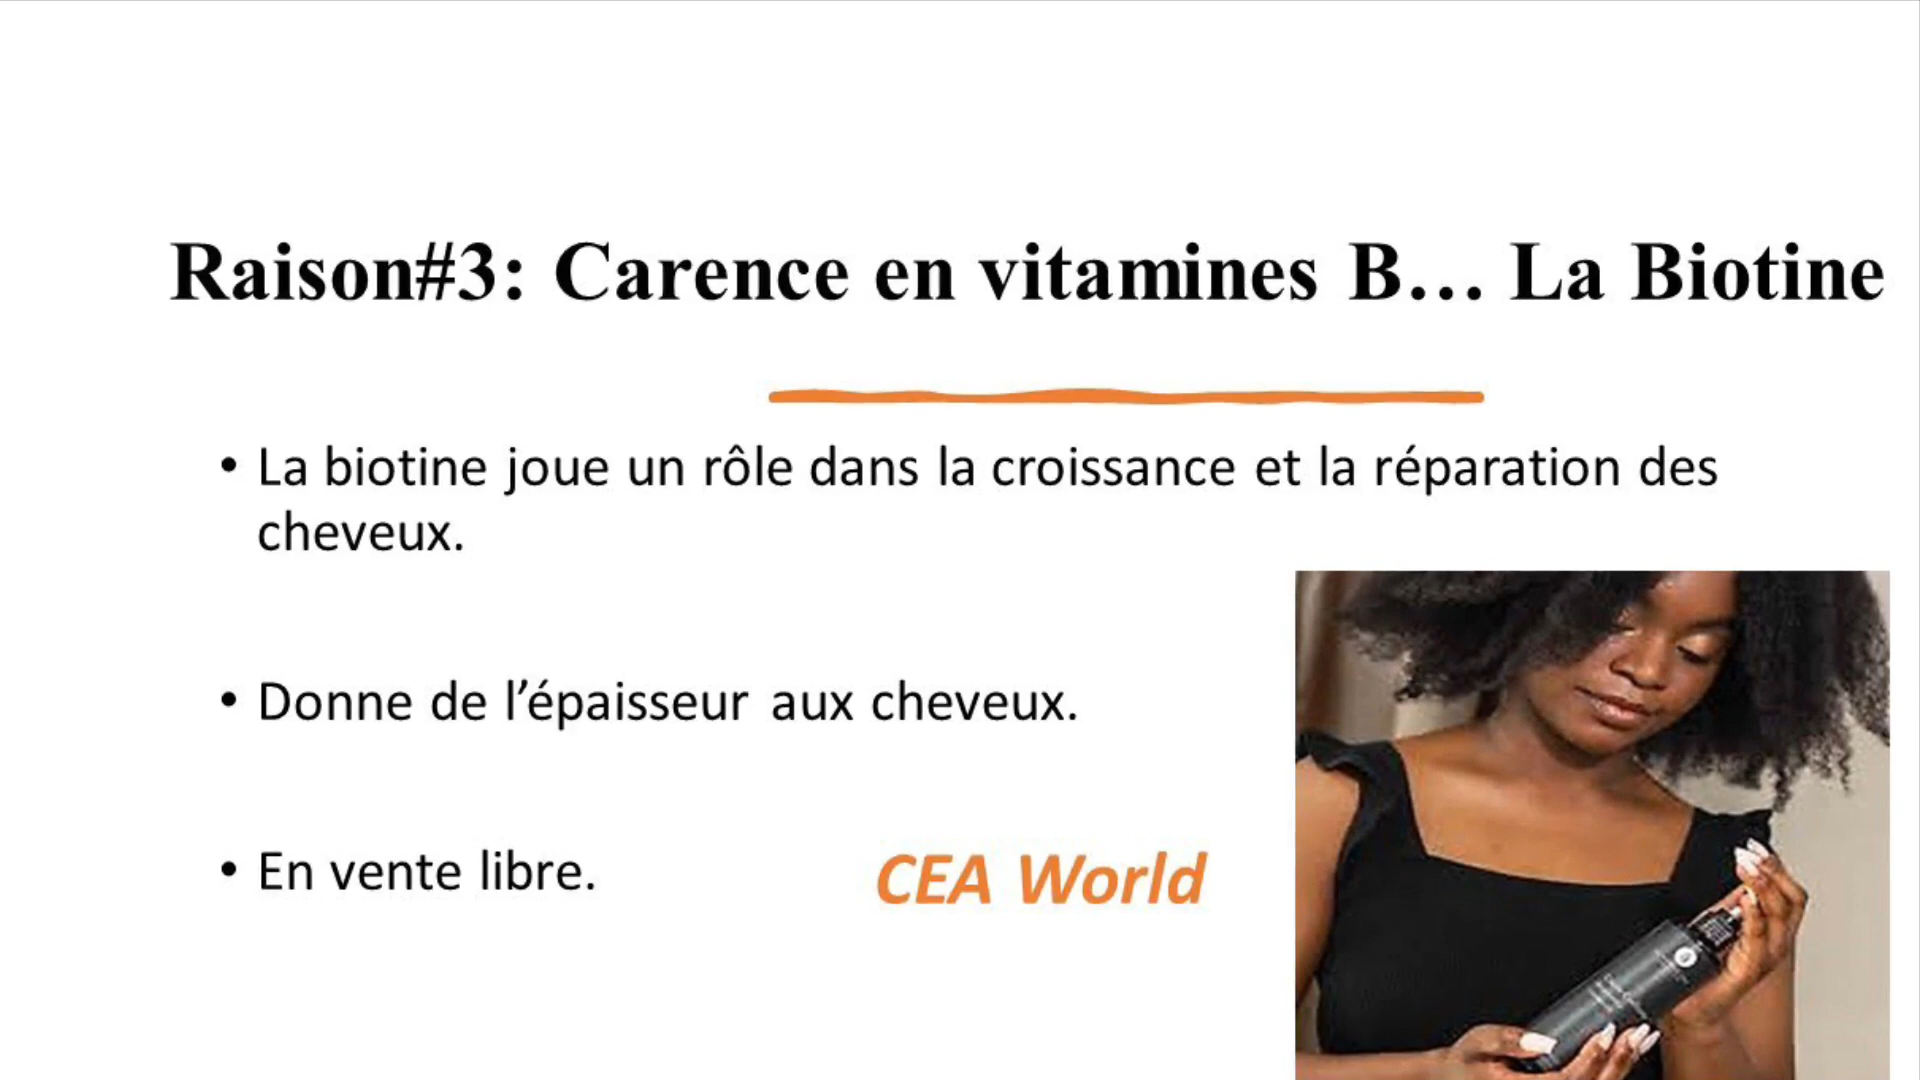 Raison#3: Carence en vitamines B... La Biotine
• La biotine joue un rôle dans la croissance et la réparation des
cheveux.
• Donne de l’épaisseur aux cheveux.
• En vente libre.
CEA World